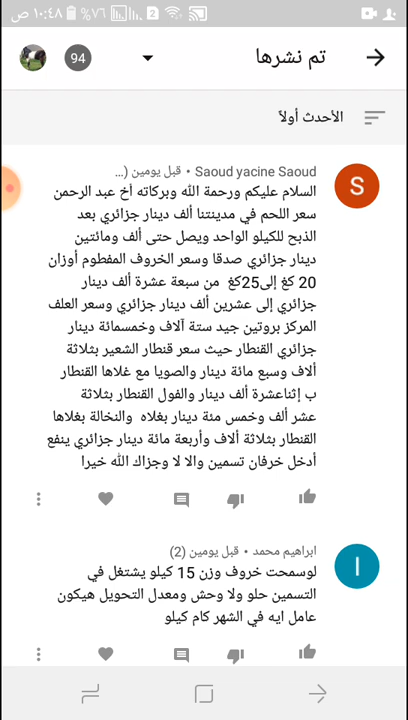 ١٠:٤٨ ص
٧٦%
2
تم نشرها
94
الأحدث أولاً
Saoud yacine Saoud • قبل يومين (...
S
السلام عليكم ورحمة الله وبركاته أخ عبد الرحمن
سعر اللحم في مدينتنا ألف دينار جزائري بعد
الذبح للكيلو الواحد ويصل حتى ألف ومائتين
دينار جزائري صدقا وسعر الخروف المفطوم أوزان
20 كغ إلى25كغ من سبعة عشرة ألف دينار
جزائري إلى عشرين ألف دينار جزائري وسعر العلف
المركز بروتين جيد ستة آلاف وخمسمائة دينار
جزائري القنطار حيث سعر قنطار الشعير بثلاثة
ألاف وسبع مائة دينار والصويا مع غلاها القنطار
ب إثناعشرة ألف دينار والفول القنطار بثلاثة
عشر ألف وخمس مئة دينار بغلاه والنخالة بغلاها
القنطار بثلاثة ألاف وأربعة مائة دينار جزائري ينفع
أدخل خرفان تسمين والا لا وجزاك الله خيرا
ابراهيم محمد • قبل يومين (2)
I
لوسمحت خروف وزن 15 كيلو يشتغل في
التسمين حلو ولا وحش ومعدل التحويل هيكون
عامل ايه في الشهر كام كيلو